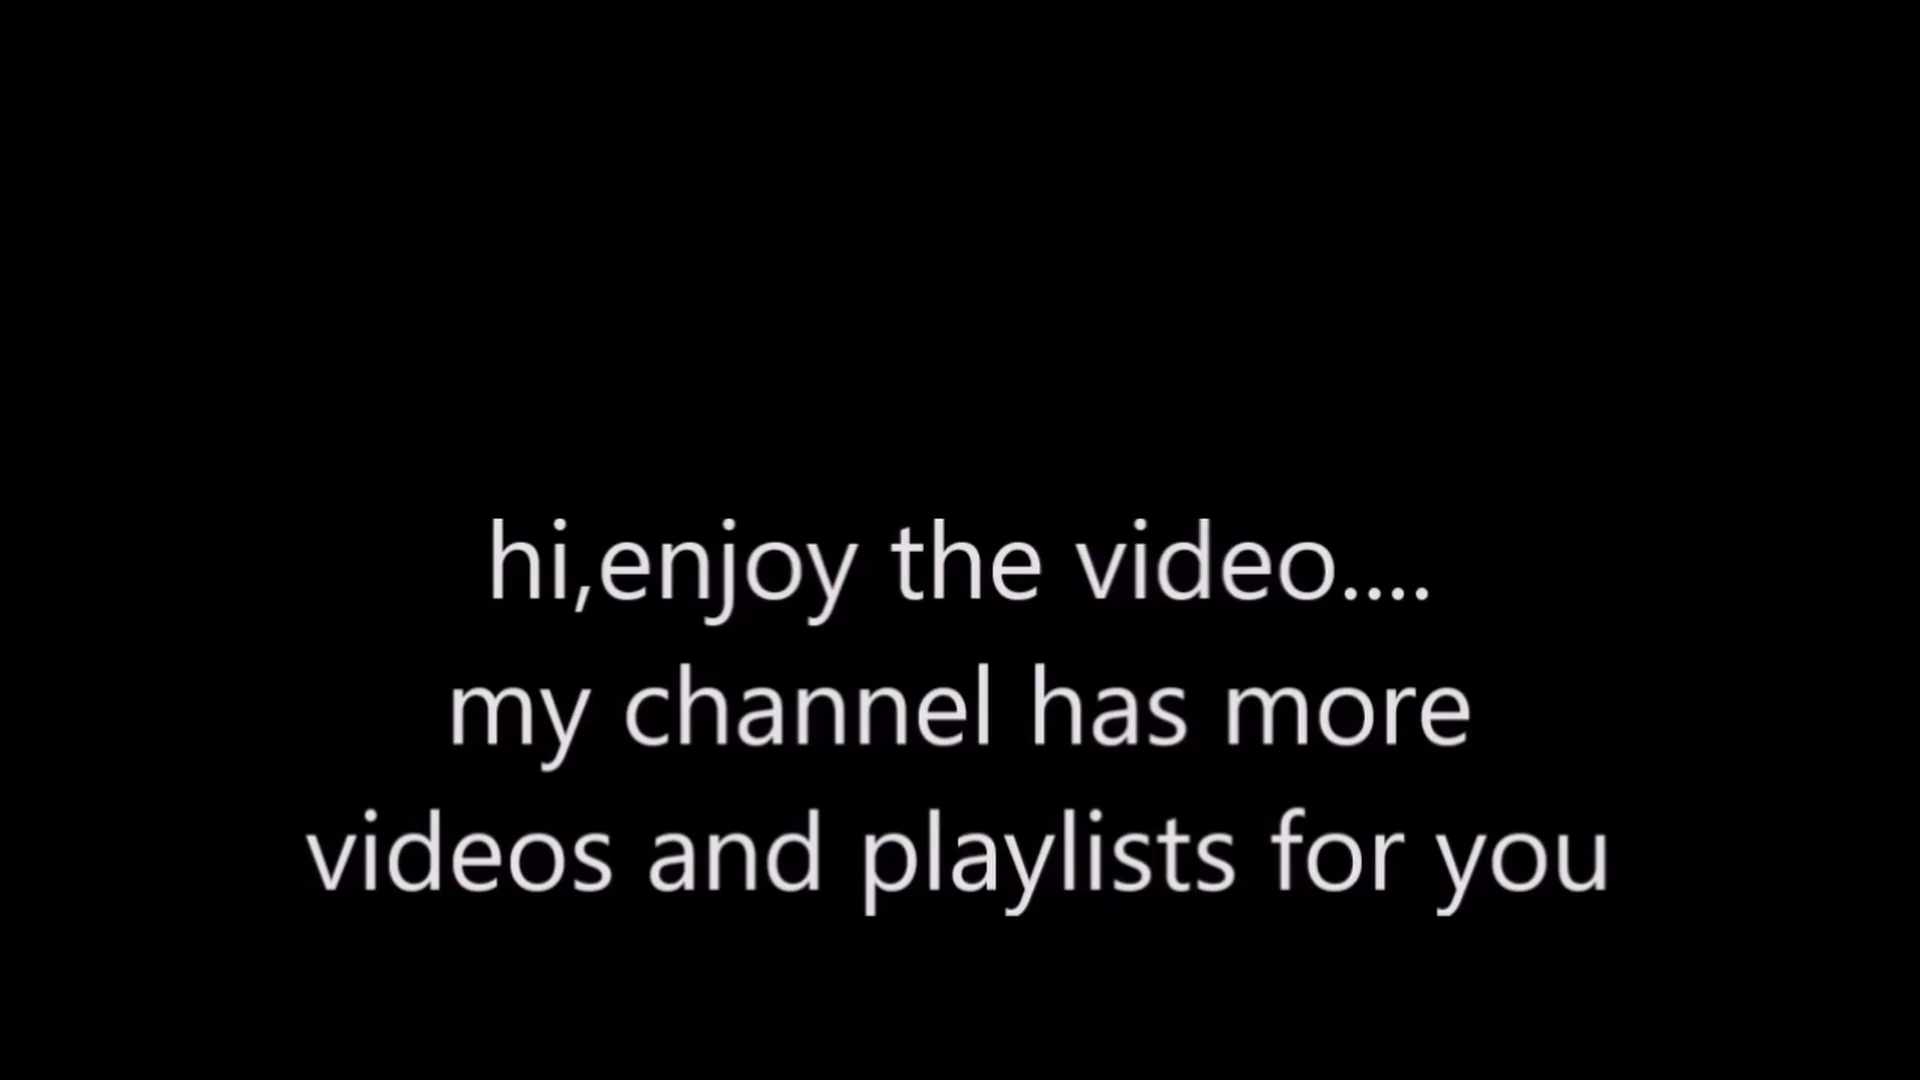 hi,enjoy the video....
my channel has more
videos and playlists for you